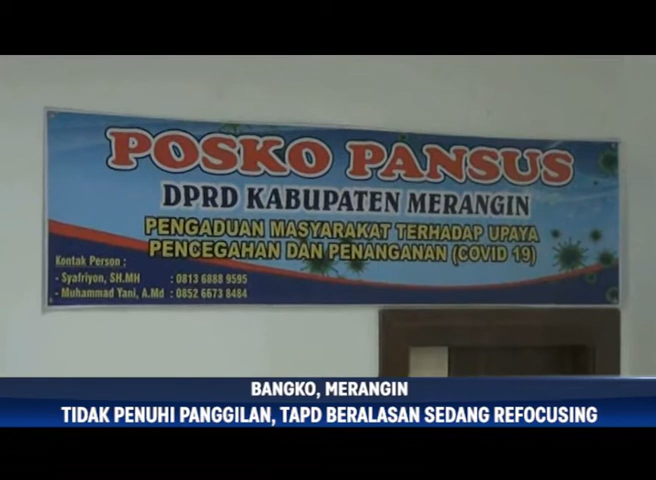 POSKO PANSUS
DPRD KABUPATEN MERANGIN
PENGADUAN MASYARAKAT TERHADAP UPAYA
PENCEGAHAN DAN PENANGANAN (COVID 19)
Kontak Person :
- Syafriyon, SH.MH : 0813 6888 9595
- Muhammad Yani, A.Md : 0852 6673 8484
BANGKO, MERANGIN
TIDAK PENUHI PANGGILAN, TAPD BERALASAN SEDANG REFOCUSING